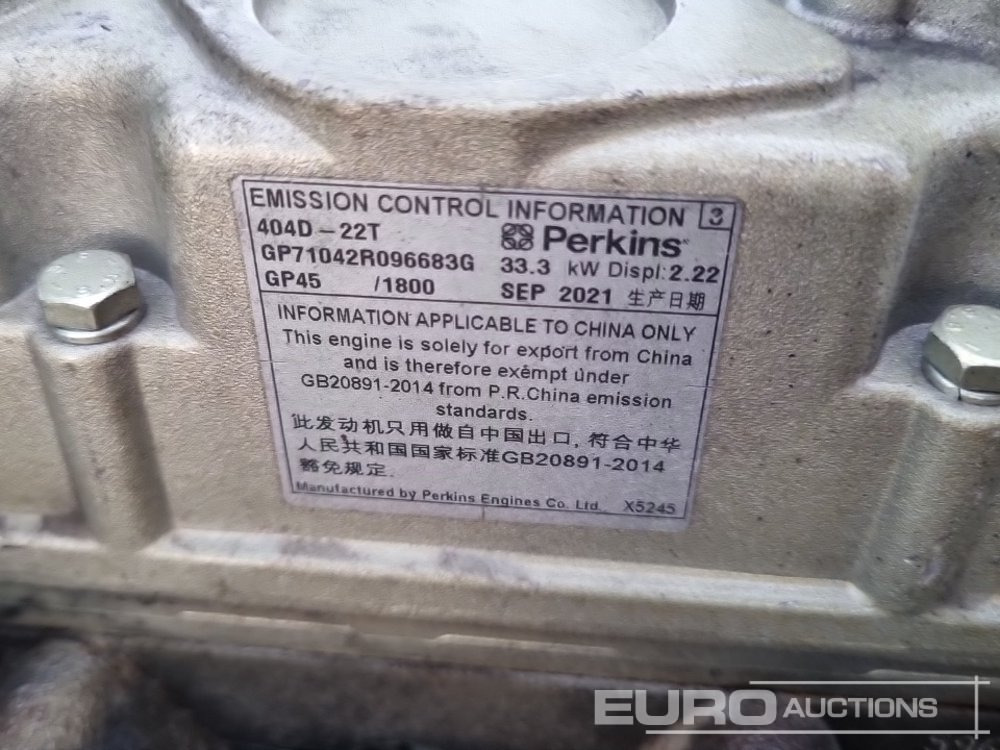 EMISSION CONTROL INFORMATION 3
404D - 22T Perkins
GP71042R096683G 33.3 kW Displ: 2.22
GP45 /1800 SEP 2021 生产日期
INFORMATION APPLICABLE TO CHINA ONLY
This engine is solely for export from China
and is therefore exempt under
GB20891-2014 from P.R.China emission
standards.
此发动机只用做自中国出口, 符合中华
人民共和国国家标准GB20891-2014
豁免规定.
Manufactured by Perkins Engines Co. Ltd. X5245
EURO AUCTIONS